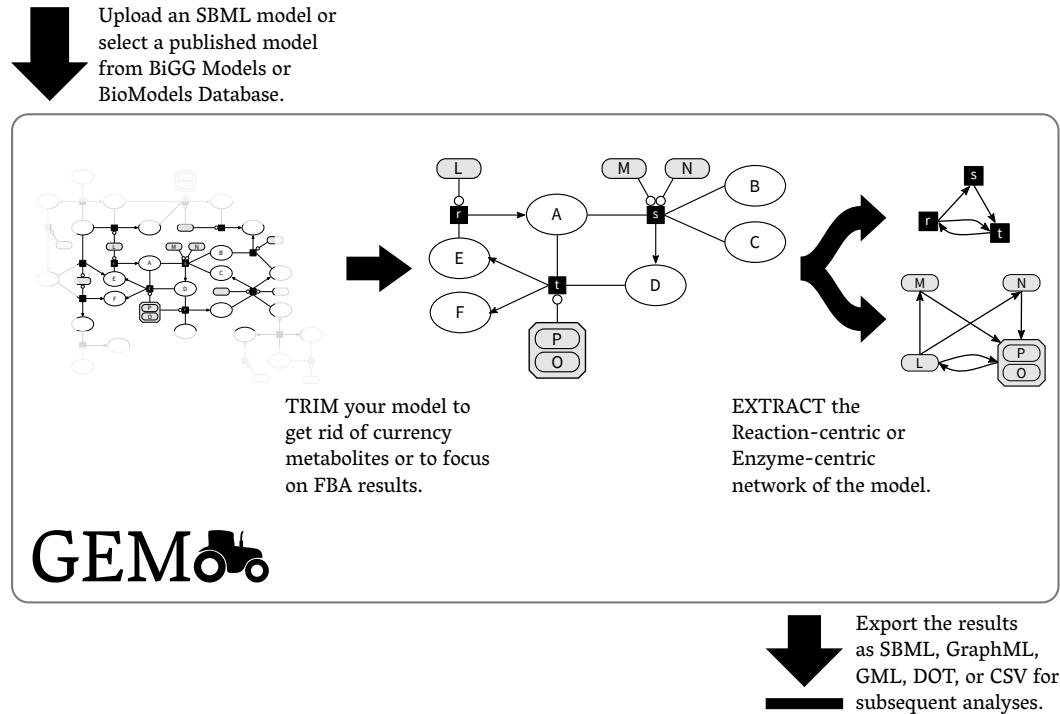 Upload an SBML model or
select a published model
from BiGG Models or
BioModels Database.
L
M
N
B
r
A
s
C
E
t
D
F
P
O
s
r
t
M
N
L
P
O
L
M
N
B
A
C
E
D
F
P
O
TRIM your model to
get rid of currency
metabolites or to focus
on FBA results.
EXTRACT the
Reaction-centric or
Enzyme-centric
network of the model.
GEM
Export the results
as SBML, GraphML,
GML, DOT, or CSV for
subsequent analyses.